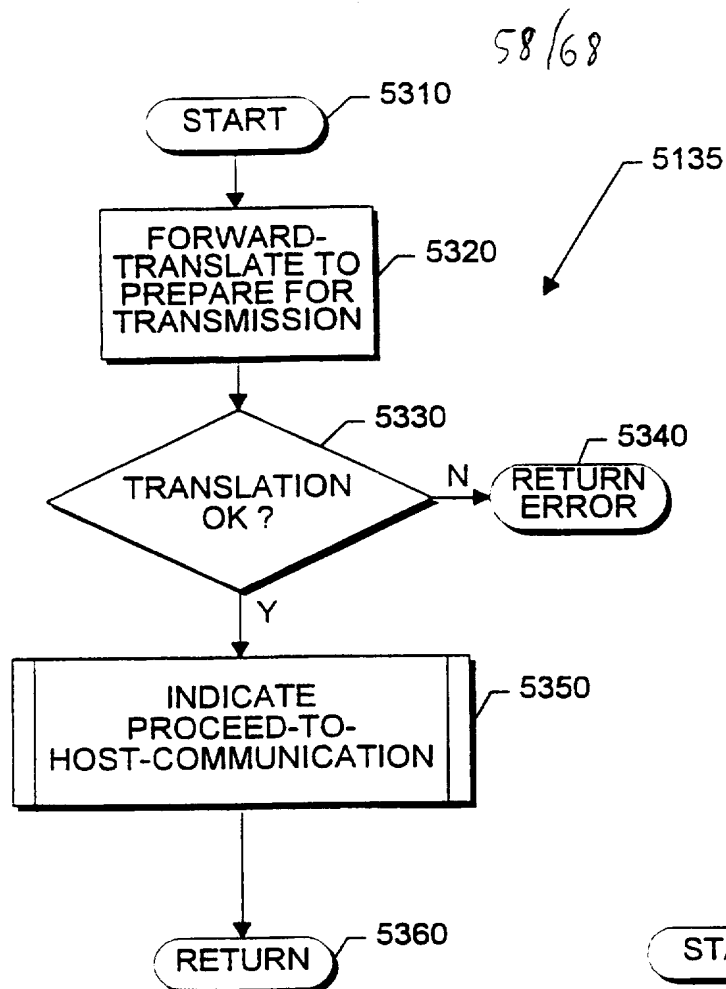 58/68
START
5310
5135
FORWARD-
TRANSLATE TO
PREPARE FOR
TRANSMISSION
5320
5330
TRANSLATION
OK ?
N
5340
RETURN
ERROR
Y
INDICATE
PROCEED-TO-
HOST-COMMUNICATION
5350
RETURN
5360